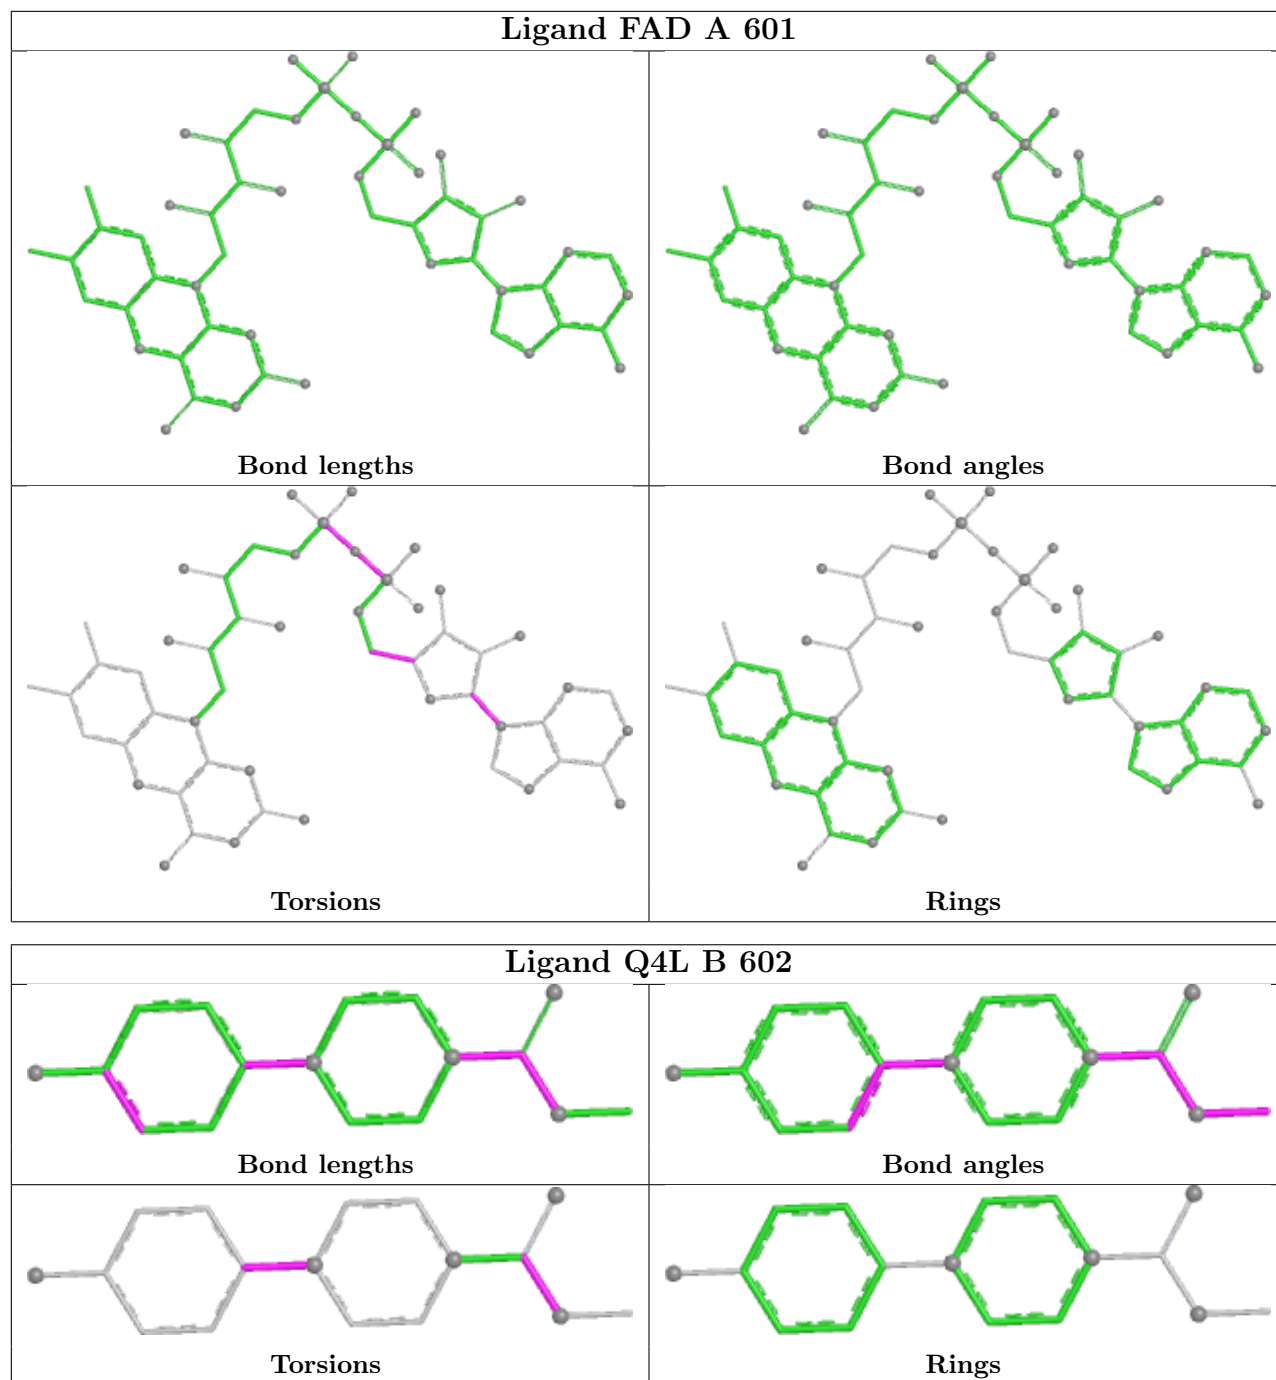 Ligand FAD A 601
Bond lengths
Bond angles
Torsions
Rings
Ligand Q4L B 602
Bond lengths
Bond angles
Torsions
Rings